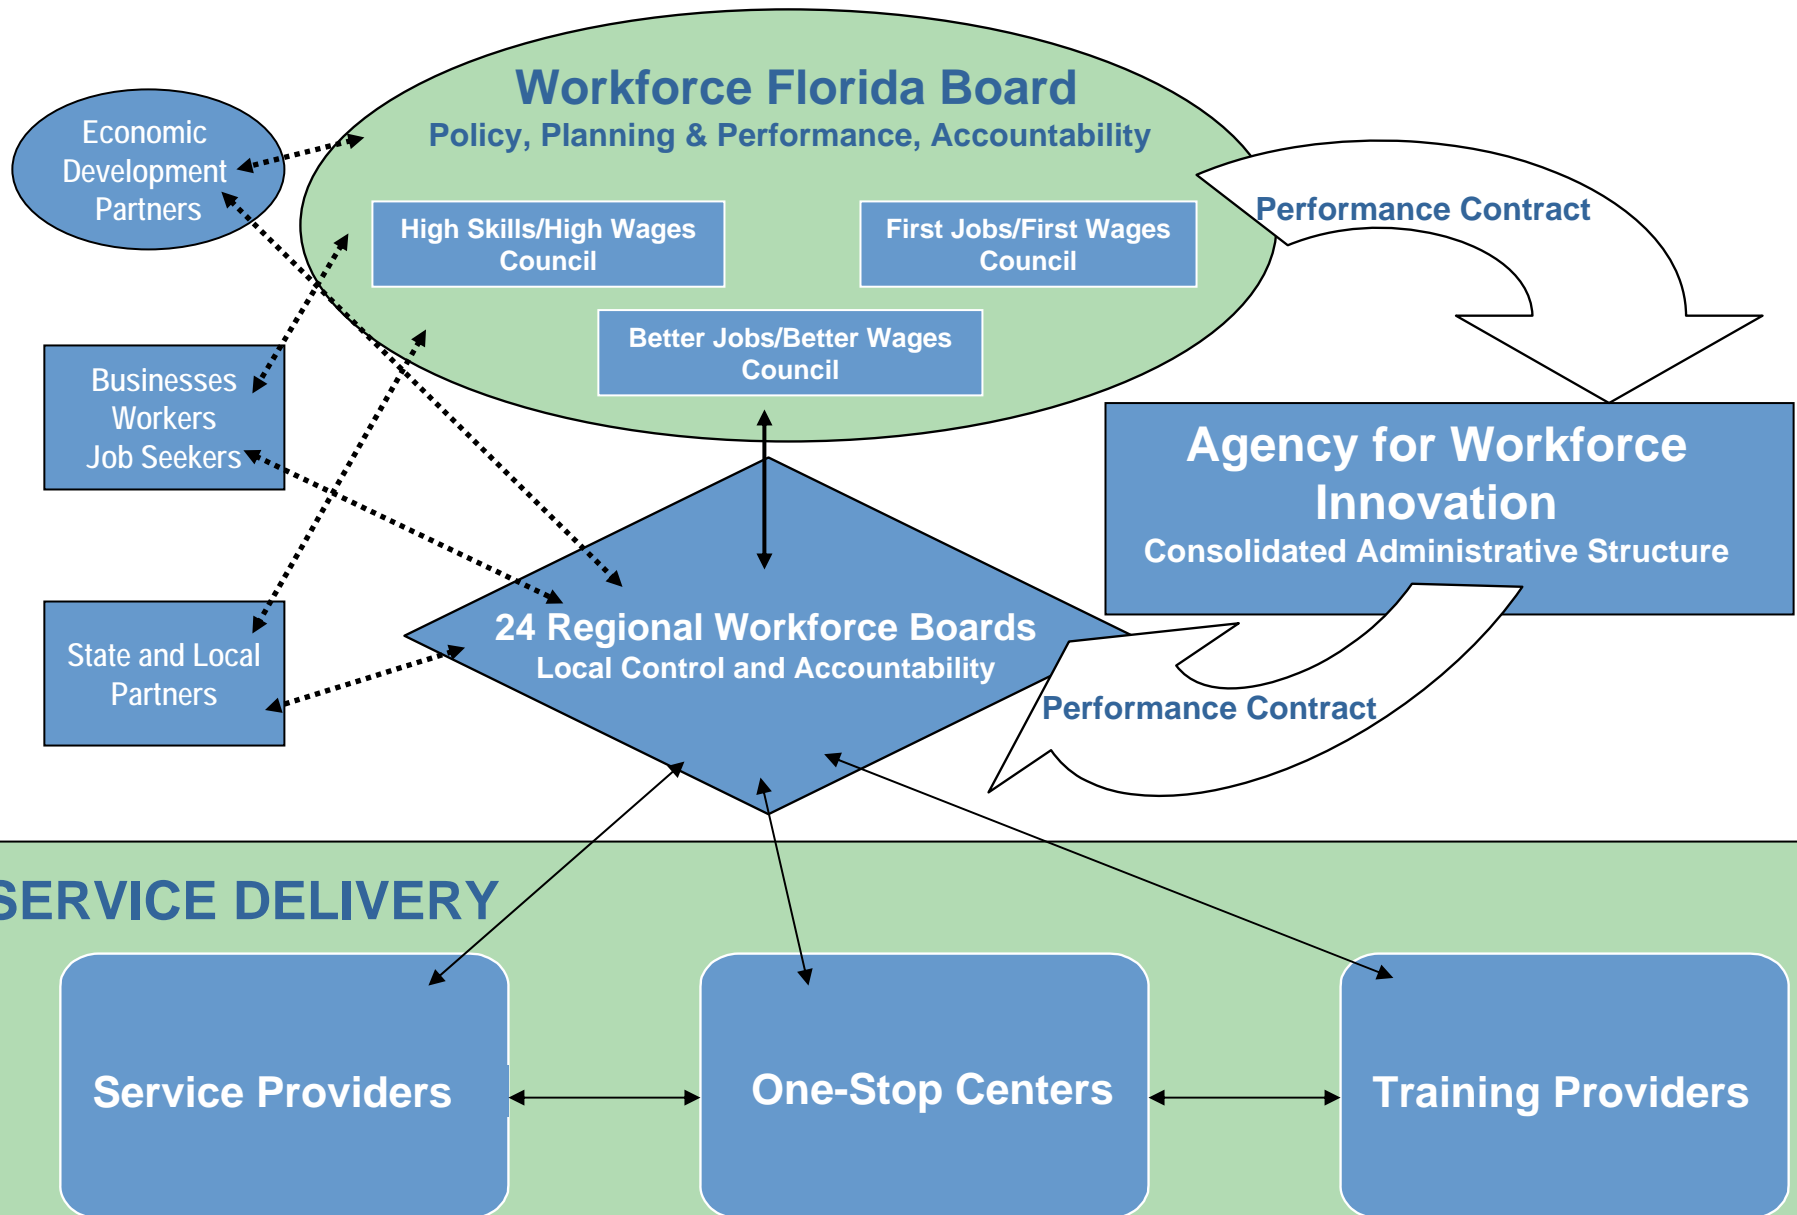 Workforce Florida Board
Policy, Planning & Performance, Accountability
Economic
Development
Partners
High Skills/High Wages
Council
First Jobs/First Wages
Council
Better Jobs/Better Wages
Council
Performance Contract
Businesses
Workers
Job Seekers
Agency for Workforce
Innovation
Consolidated Administrative Structure
State and Local
Partners
24 Regional Workforce Boards
Local Control and Accountability
Performance Contract
SERVICE DELIVERY
Service Providers
One-Stop Centers
Training Providers